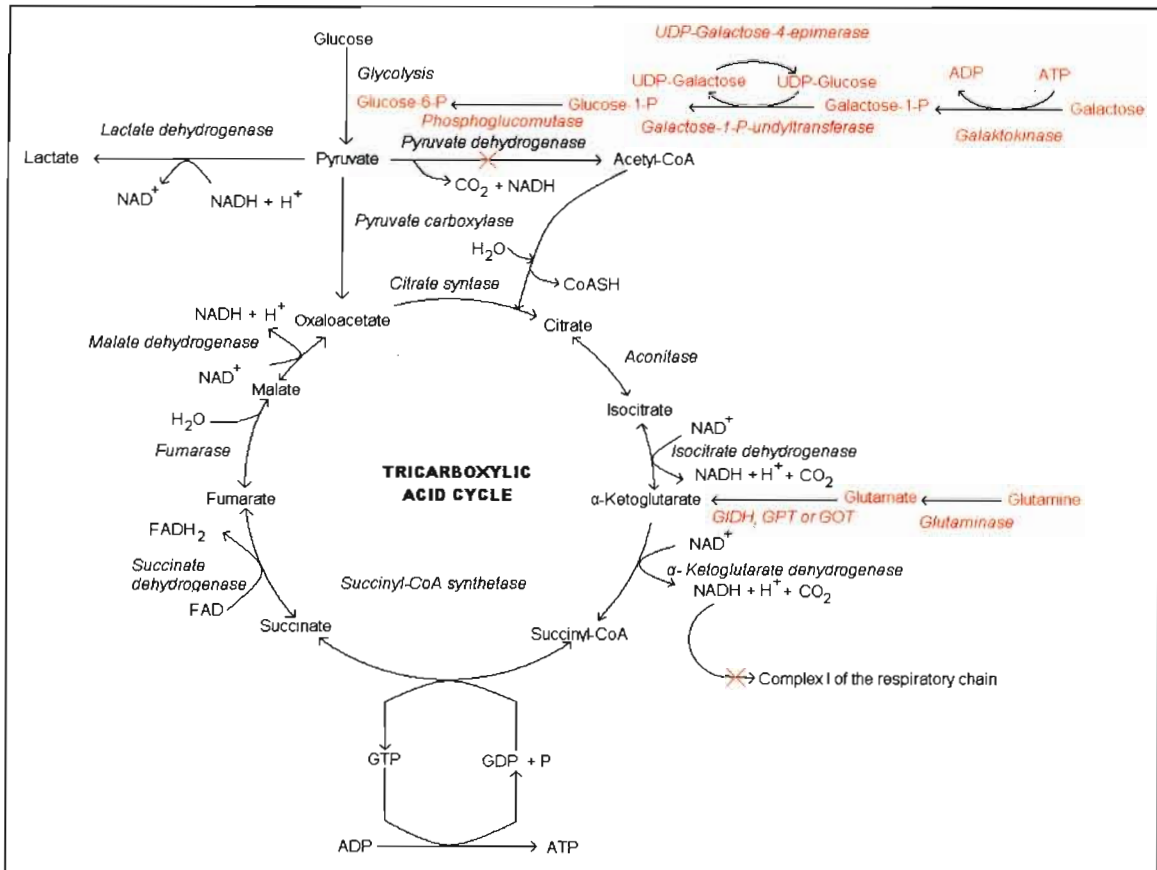 Glucose
UDP-Galactose-4-epimerase
Glycolysis
UDP-Galactose
UDP-Glucose
ADP
ATP
Glucose-6-P
Glucose-1-P
Galactose-1-P
Galactose
Phosphoglucomutase
Galactose-1-P-undyltransferase
Galaktokinase
Lactate dehydrogenase
Pyruvate dehydrogenase
Lactate
Pyruvate
Acetyl-CoA
NAD+
NADH + H+
CO2 + NADH
Pyruvate carboxylase
H2O
Citrate syntase
CoASH
NADH + H+
Oxaloacetate
Citrate
Malate dehydrogenase
Aconitase
NAD+
Malate
Isocitrate
H2O
NAD+
Fumarase
Isocitrate dehydrogenase
TRICARBOXYLIC
ACID CYCLE
NADH + H+ + CO2
Fumarate
α-Ketoglutarate
Glutamate
Glutamine
GlDH, GPT or GOT
Glutaminase
FADH2
NAD+
Succinate
dehydrogenase
Succinyl-CoA synthetase
α- Ketoglutarate dehydrogenase
NADH + H+ + CO2
FAD
Succinate
Succinyl-CoA
Complex I of the respiratory chain
GTP
GDP + P
ADP
ATP